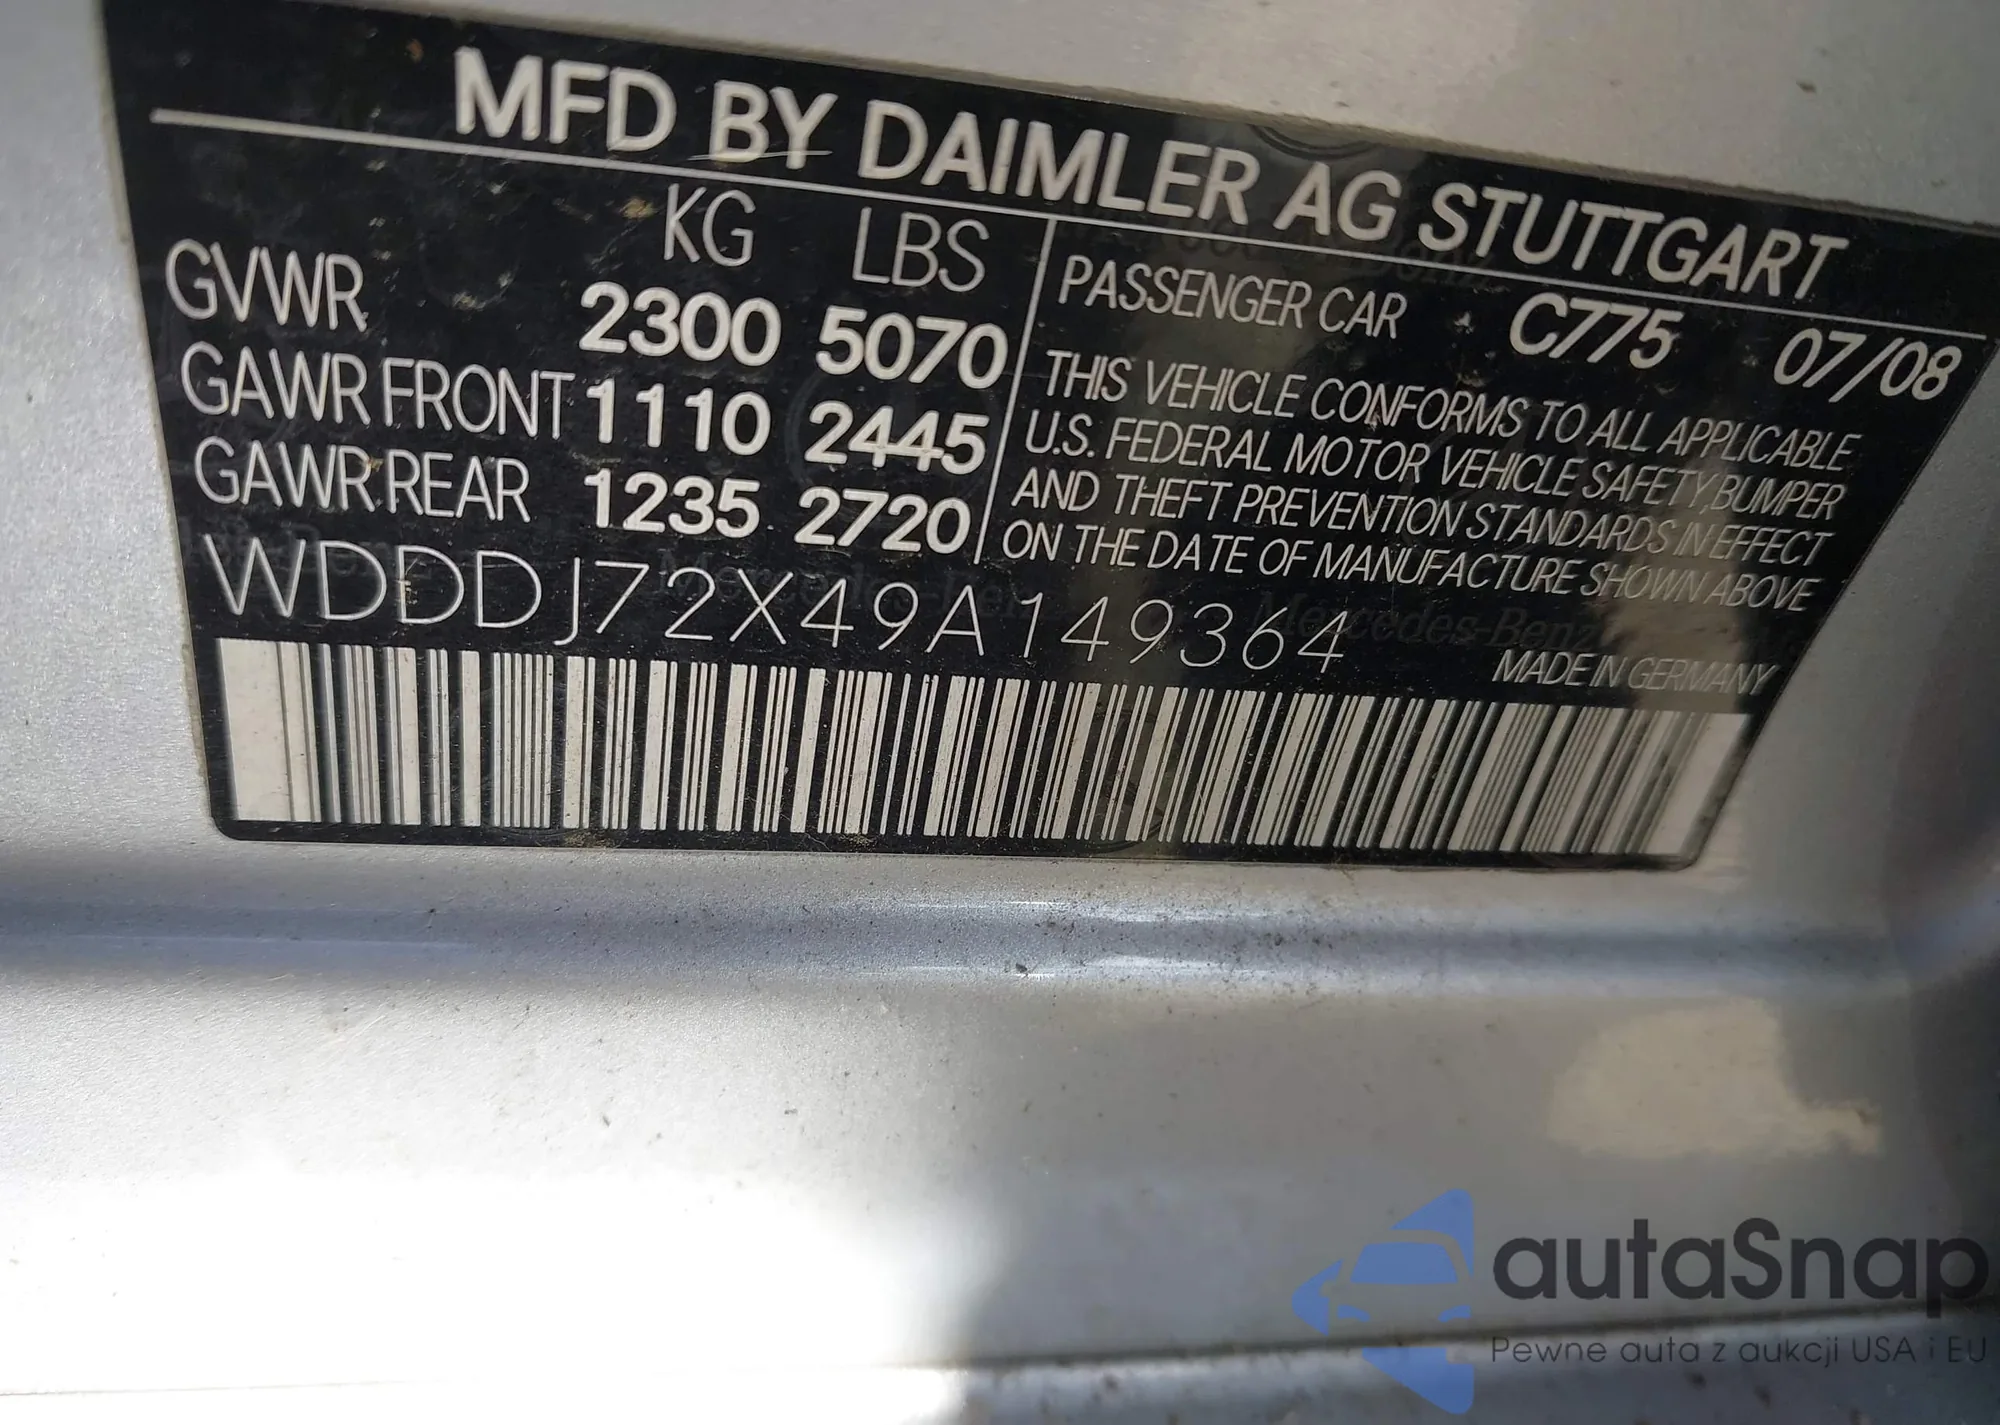 MFD BY DAIMLER AG STUTTGART
KG LBS
GVWR 2300 5070
GAWR FRONT 1110 2445
GAWR REAR 1235 2720
PASSENGER CAR C775 07/08
THIS VEHICLE CONFORMS TO ALL APPLICABLE
U.S. FEDERAL MOTOR VEHICLE SAFETY, BUMPER
AND THEFT PREVENTION STANDARDS IN EFFECT
ON THE DATE OF MANUFACTURE SHOWN ABOVE
WDDDJ72X49A149364
MADE IN GERMANY
autaSnap
Pewne auta z aukcji USA i EU